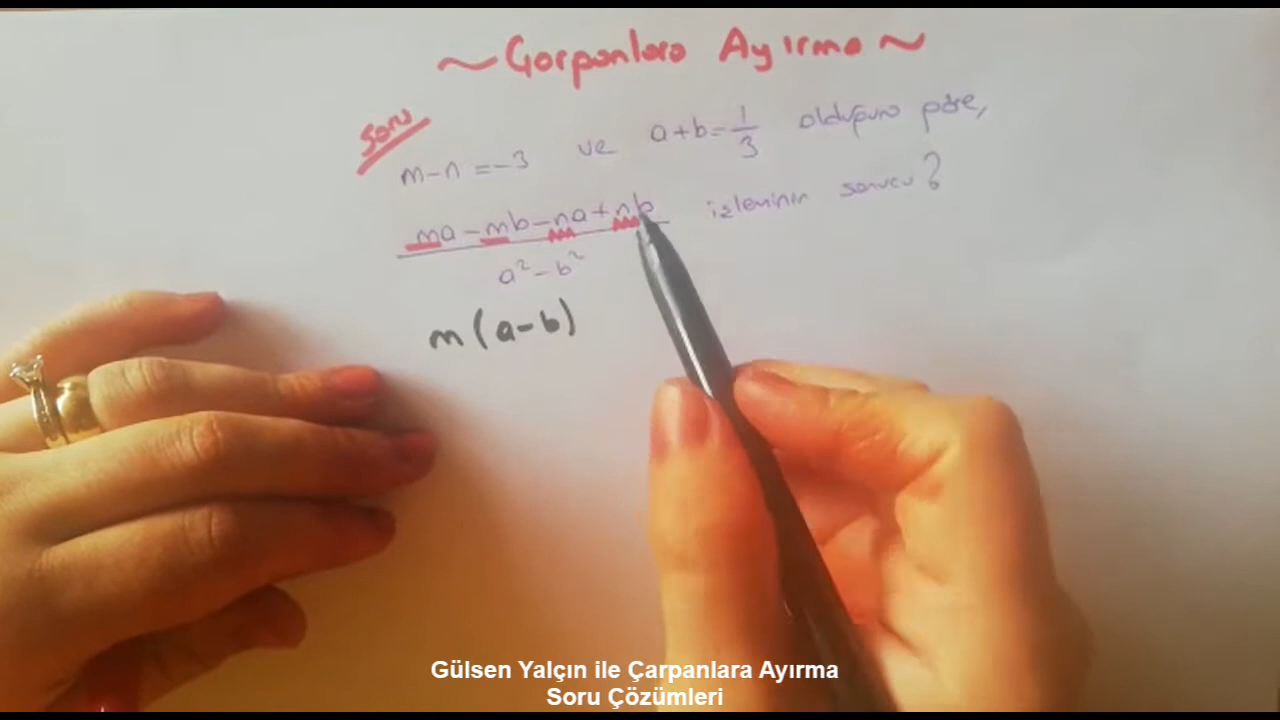 ~ Çarpanlara Ayırma ~
Soru
m-n=-3 ve a+b=1/3 olduğuna göre,
ma-mb-na+nb / a²-b² işleminin sonucu?
m(a-b)
Gülsen Yalçın ile Çarpanlara Ayırma
Soru Çözümleri